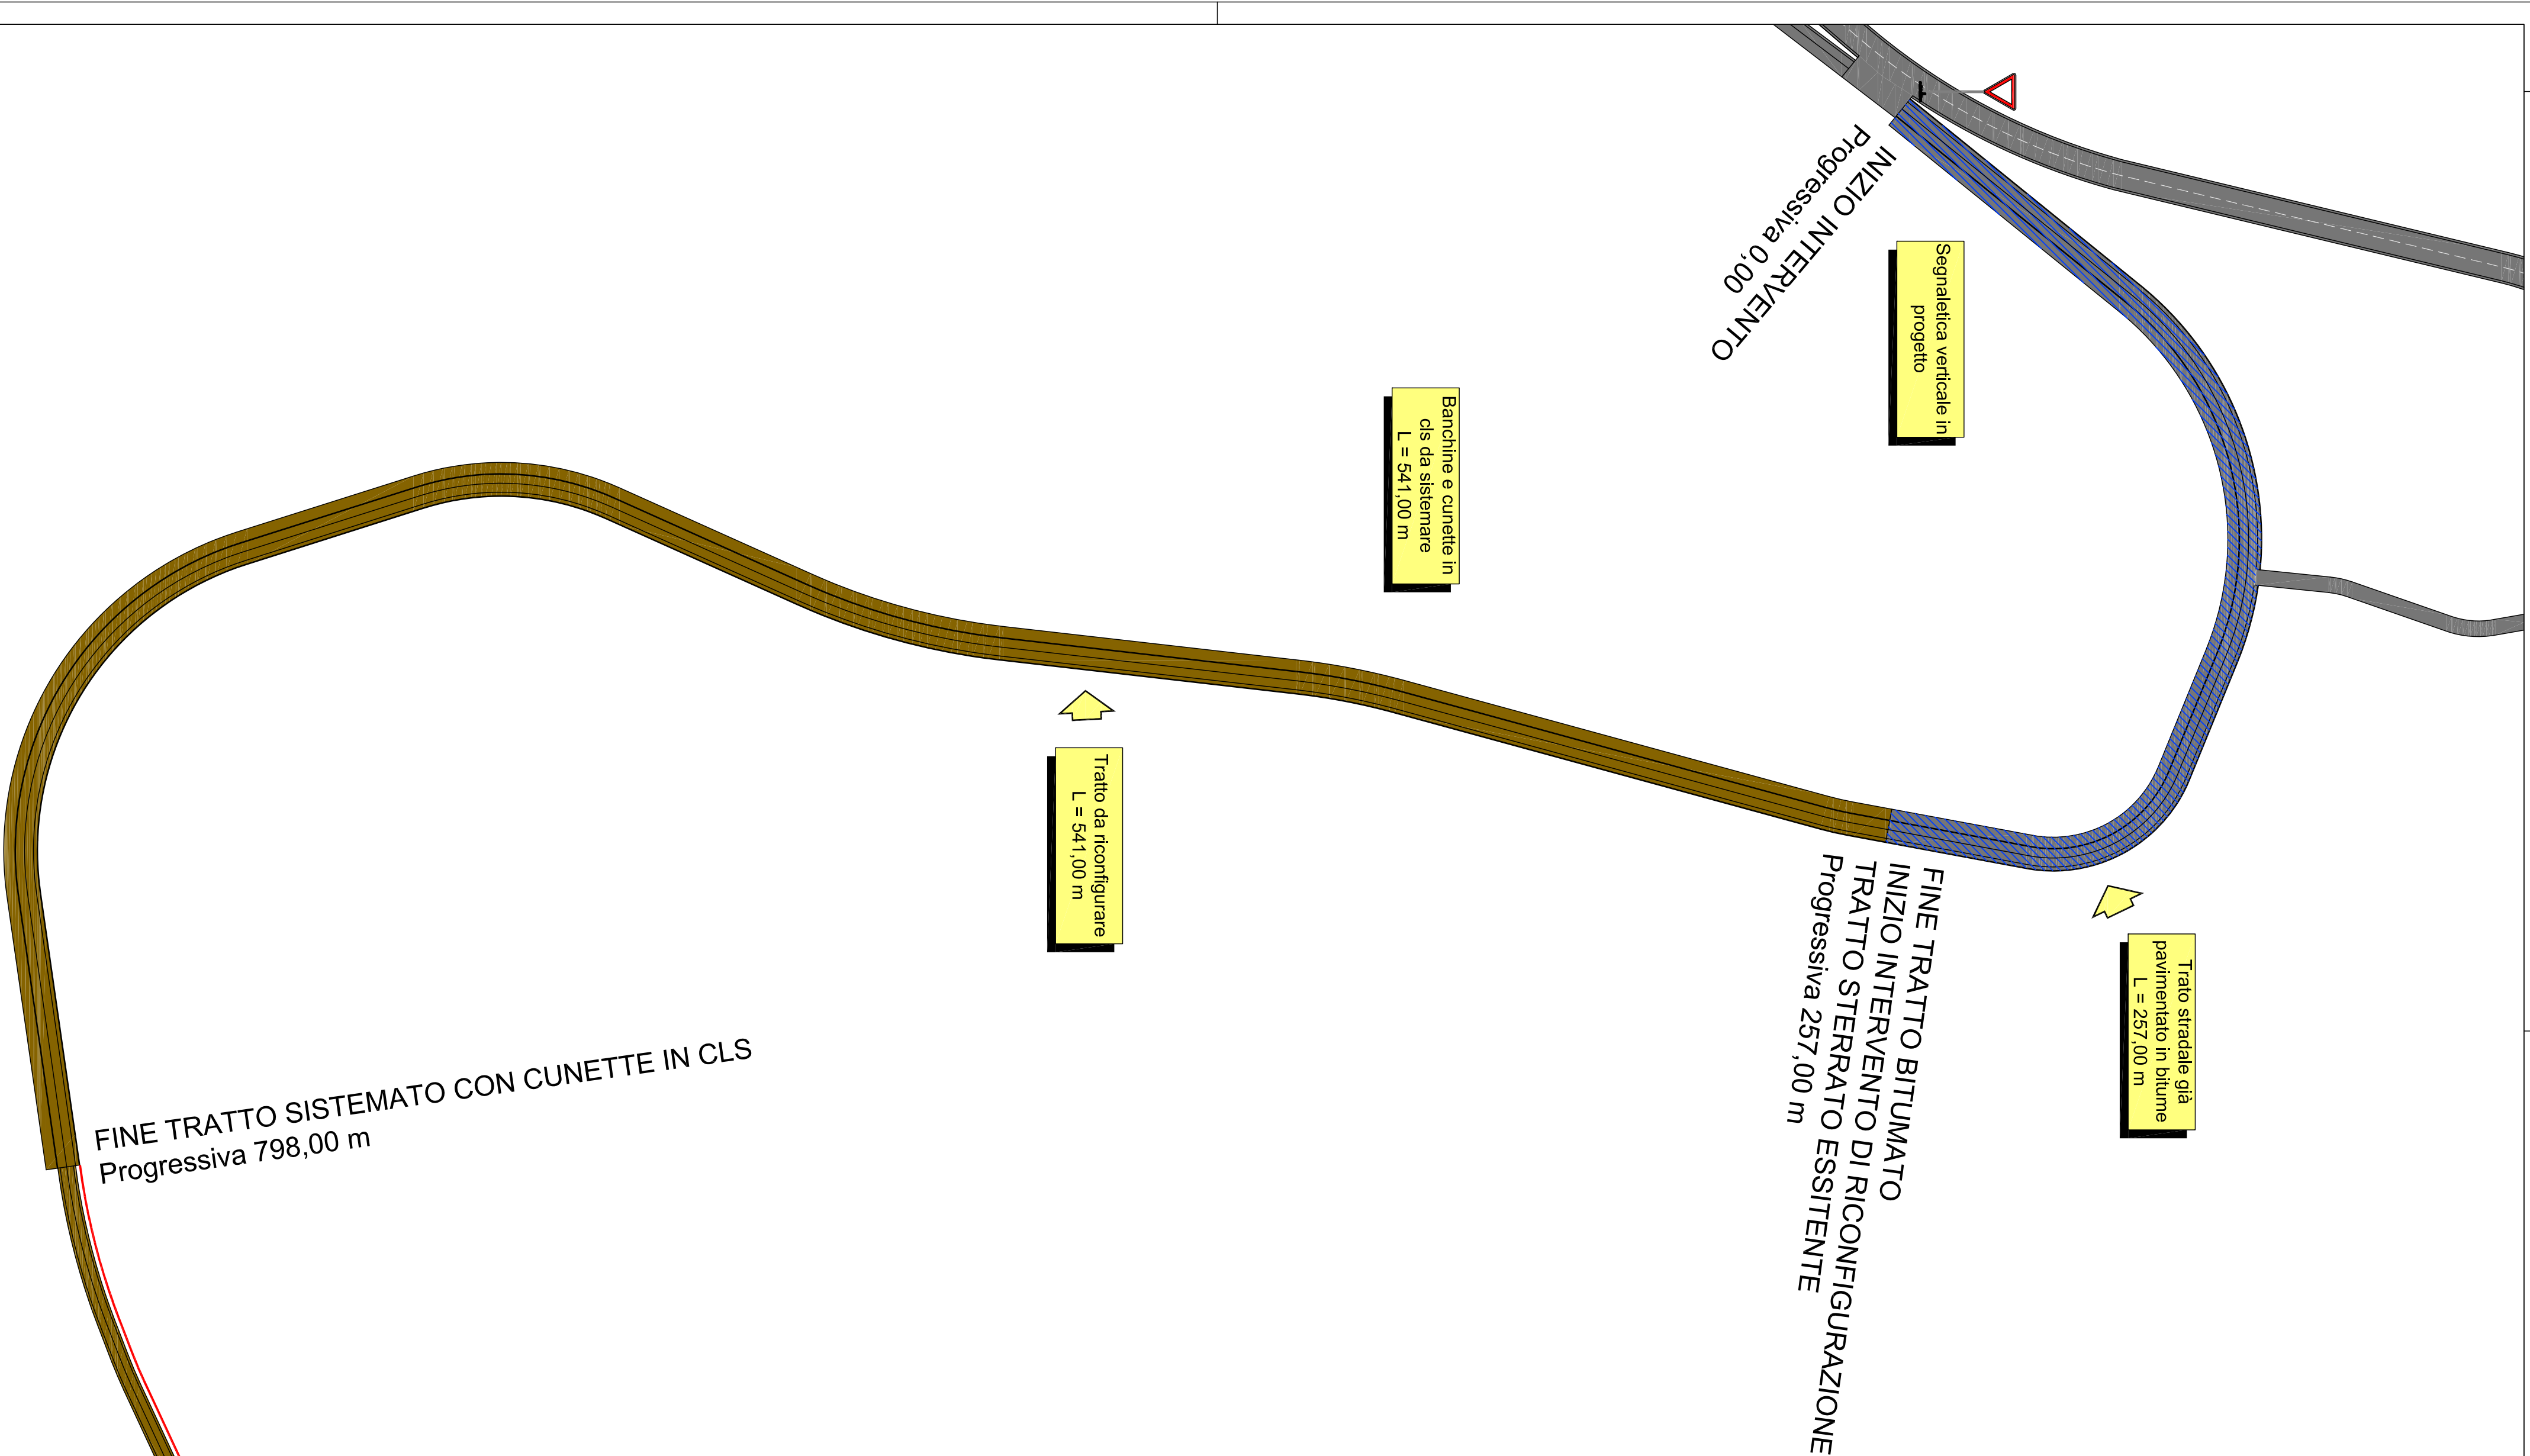 INIZIO INTERVENTO
Progressiva 0,00
Segnaletica verticale in
progetto
Banchine e cunette in
cls da sistemare
L = 541,00 m
Tratto da riconfigurare
L = 541,00 m
Trato stradale già
pavimentato in bitume
L = 257,00 m
FINE TRATTO BITUMATO
INIZIO INTERVENTO DI RICONFIGURAZIONE
TRATTO STERRATO ESSITENTE
Progressiva 257,00 m
FINE TRATTO SISTEMATO CON CUNETTE IN CLS
Progressiva 798,00 m